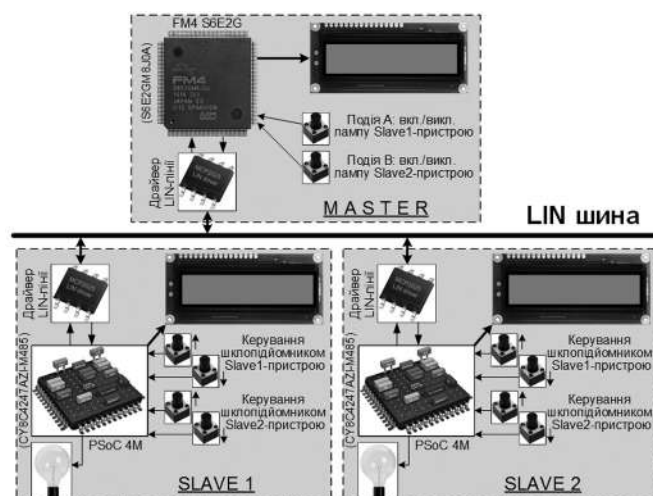 FM4 S6E2G
(S6E2GM8J0A)
FM4
Подія A: вкл./викл.
лампу Slave1-пристрою
Подія B: вкл./викл.
лампу Slave2-пристрою
Драйвер
LIN-лінії
MASTER
LIN шина
Драйвер
LIN-лінії
(CY8C4247AZI-M485)
Керування
шклопідйомником
Slave1-пристрою
Керування
шклопідйомником
Slave2-пристрою
PSoC 4M
SLAVE 1
Драйвер
LIN-лінії
(CY8C4247AZI-M485)
Керування
шклопідйомником
Slave1-пристрою
Керування
шклопідйомником
Slave2-пристрою
PSoC 4M
SLAVE 2